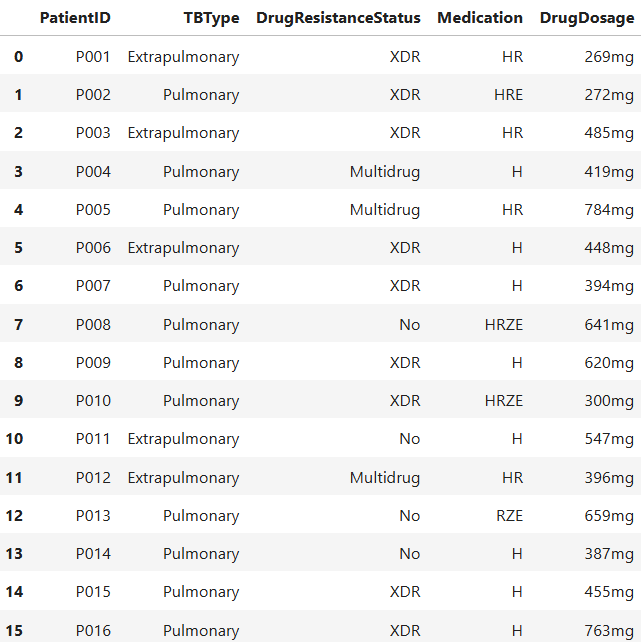 PatientID TBType DrugResistanceStatus Medication DrugDosage
0 P001 Extrapulmonary XDR HR 269mg
1 P002 Pulmonary XDR HRE 272mg
2 P003 Extrapulmonary XDR HR 485mg
3 P004 Pulmonary Multidrug H 419mg
4 P005 Pulmonary Multidrug HR 784mg
5 P006 Extrapulmonary XDR H 448mg
6 P007 Pulmonary XDR H 394mg
7 P008 Pulmonary No HRZE 641mg
8 P009 Pulmonary XDR H 620mg
9 P010 Pulmonary XDR HRZE 300mg
10 P011 Extrapulmonary No H 547mg
11 P012 Extrapulmonary Multidrug HR 396mg
12 P013 Pulmonary No RZE 659mg
13 P014 Pulmonary No H 387mg
14 P015 Pulmonary XDR H 455mg
15 P016 Pulmonary XDR H 763mg